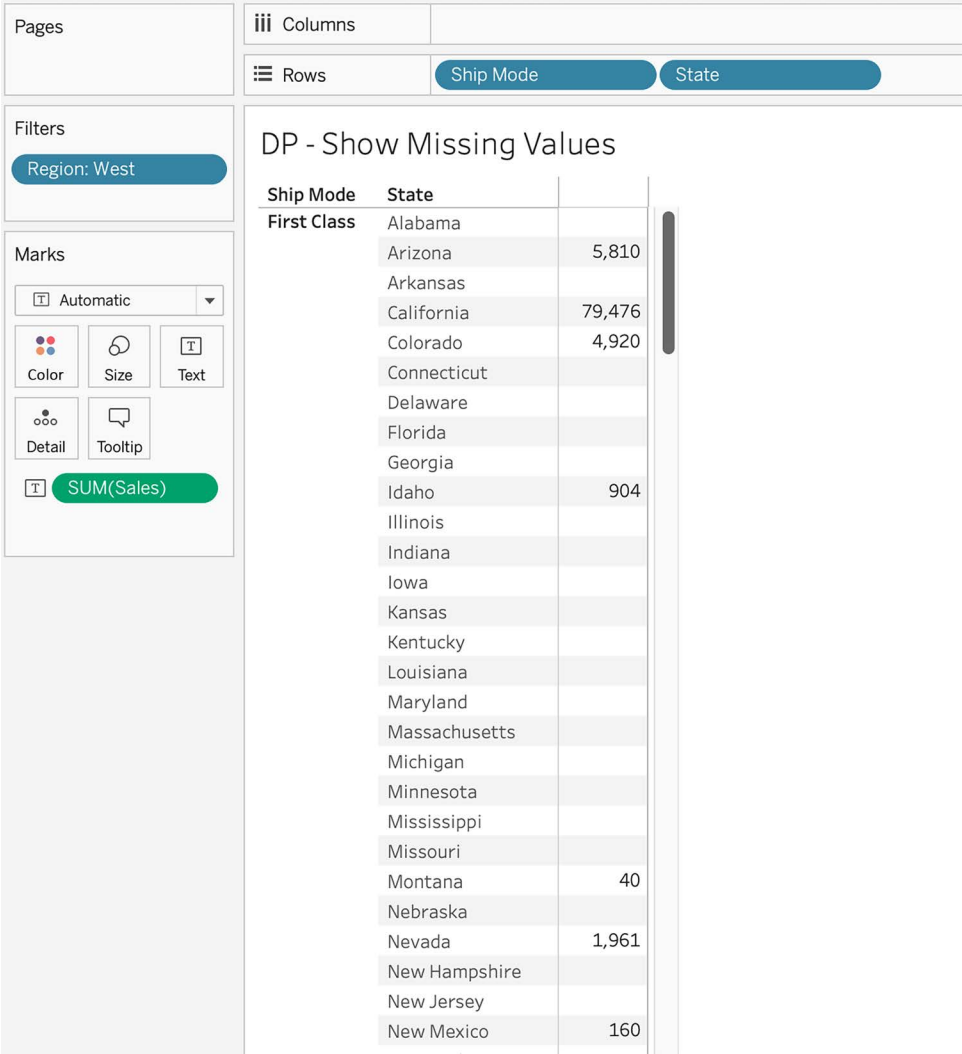 Pages
iii Columns
Rows Ship Mode State
Filters
Region: West
Marks
T Automatic
Color Size T Text
Detail Tooltip
T SUM(Sales)
DP - Show Missing Values
Ship Mode State
First Class Alabama
Arizona 5,810
Arkansas
California 79,476
Colorado 4,920
Connecticut
Delaware
Florida
Georgia
Idaho 904
Illinois
Indiana
Iowa
Kansas
Kentucky
Louisiana
Maryland
Massachusetts
Michigan
Minnesota
Mississippi
Missouri
Montana 40
Nebraska
Nevada 1,961
New Hampshire
New Jersey
New Mexico 160